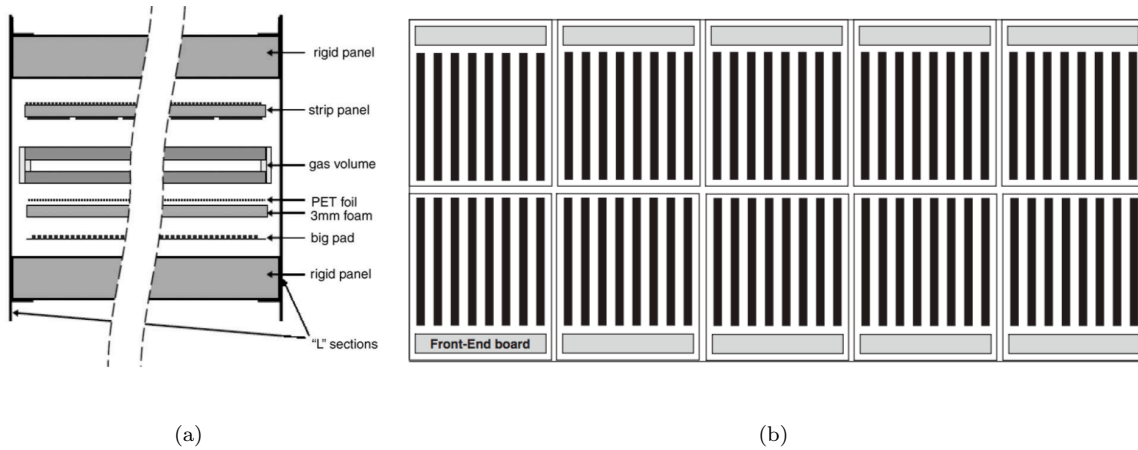 rigid panel
strip panel
gas volume
PET foil
3mm foam
big pad
rigid panel
"L" sections
Front-End board
(a)
(b)